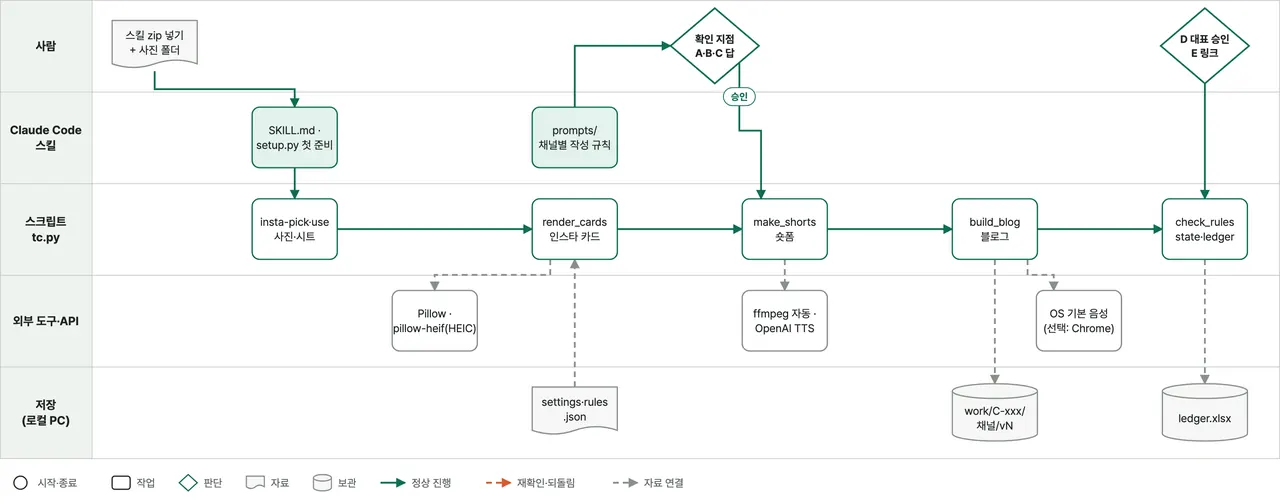 사람
스킬 zip 넣기
+ 사진 폴더
확인 지점
A·B·C 답
D 대표 승인
E 링크
승인
Claude Code
스킬
SKILL.md ·
setup.py 첫 준비
prompts/
채널별 작성 규칙
스크립트
tc.py
insta-pick·use
사진·시트
render_cards
인스타 카드
make_shorts
숏폼
build_blog
블로그
check_rules
state·ledger
외부 도구·API
Pillow ·
pillow-heif(HEIC)
ffmpeg 자동 ·
OpenAI TTS
OS 기본 음성
(선택: Chrome)
저장
(로컬 PC)
settings·rules
.json
work/C-xxx/
채널/vN
ledger.xlsx
시작·종료
작업
판단
자료
보관
정상 진행
재확인·되돌림
자료 연결